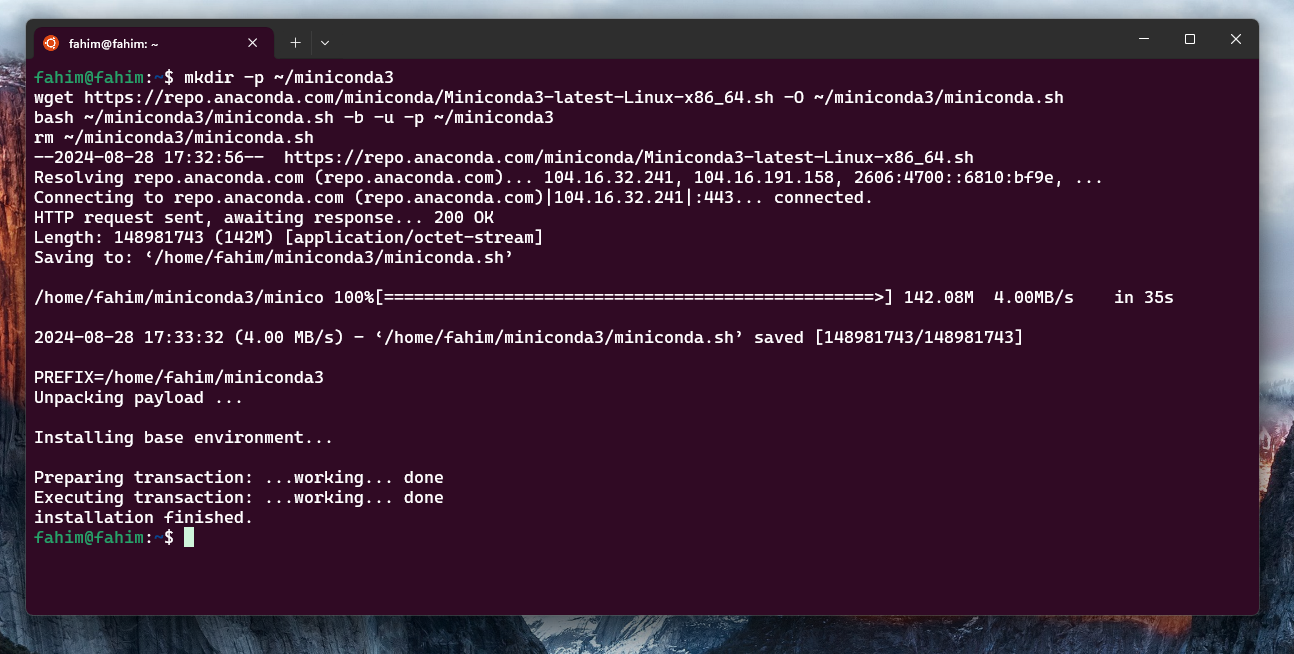 fahim@fahim: ~
fahim@fahim:~$ mkdir -p ~/miniconda3
wget https://repo.anaconda.com/miniconda/Miniconda3-latest-Linux-x86_64.sh -O ~/miniconda3/miniconda.sh
bash ~/miniconda3/miniconda.sh -b -u -p ~/miniconda3
rm ~/miniconda3/miniconda.sh
--2024-08-28 17:32:56--  https://repo.anaconda.com/miniconda/Miniconda3-latest-Linux-x86_64.sh
Resolving repo.anaconda.com (repo.anaconda.com)... 104.16.32.241, 104.16.191.158, 2606:4700::6810:bf9e, ...
Connecting to repo.anaconda.com (repo.anaconda.com)|104.16.32.241|:443... connected.
HTTP request sent, awaiting response... 200 OK
Length: 148981743 (142M) [application/octet-stream]
Saving to: ‘/home/fahim/miniconda3/miniconda.sh’
/home/fahim/miniconda3/minico 100%[=================================================>] 142.08M  4.00MB/s    in 35s
2024-08-28 17:33:32 (4.00 MB/s) - ‘/home/fahim/miniconda3/miniconda.sh’ saved [148981743/148981743]
PREFIX=/home/fahim/miniconda3
Unpacking payload ...
Installing base environment...
Preparing transaction: ...working... done
Executing transaction: ...working... done
installation finished.
fahim@fahim:~$